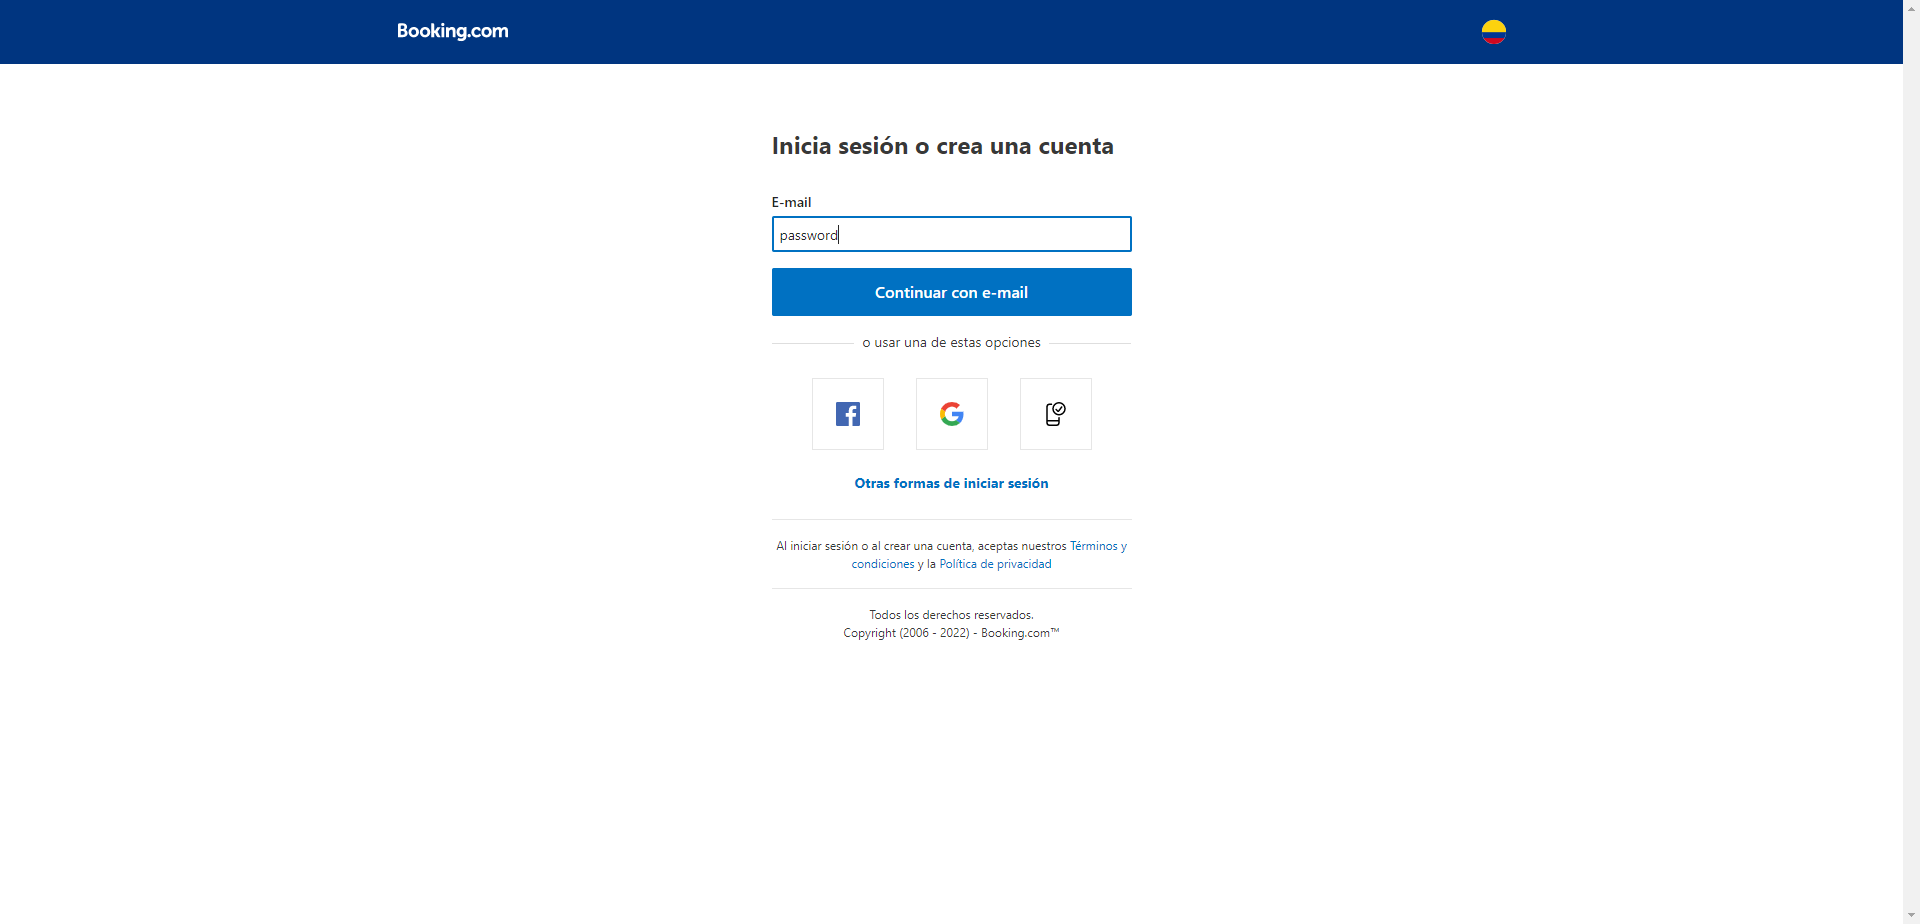 Booking.com
Inicia sesión o crea una cuenta
E-mail
password
Continuar con e-mail
o usar una de estas opciones
Otras formas de iniciar sesión
Al iniciar sesión o al crear una cuenta, aceptas nuestros Términos y
condiciones y la Política de privacidad
Todos los derechos reservados.
Copyright (2006 - 2022) - Booking.com™